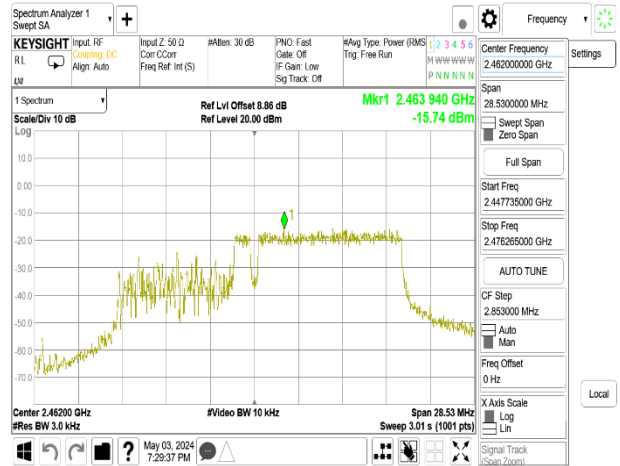 Spectrum Analyzer 1
Swept SA
+
Frequency
KEYSIGHT
Input: RF
Coupling: DC
Align: Auto
Input Z: 50 Ω
Corr CCorr
Freq Ref: Int (S)
#Atten: 30 dB
PNO: Fast
Gate: Off
IF Gain: Low
Sig Track: Off
#Avg Type: Power (RMS
Trig: Free Run
1 2 3 4 5 6
M W W W W W
P N N N N N
R L
LXI
1 Spectrum
Scale/Div 10 dB
Log
Ref Lvl Offset 8.86 dB
Ref Level 20.00 dBm
Mkr1 2.463 940 GHz
-15.74 dBm
10.0
0.00
-10.0
-20.0
-30.0
-40.0
-50.0
-60.0
-70.0
1
Center 2.46200 GHz
#Res BW 3.0 kHz
#Video BW 10 kHz
Span 28.53 MHz
Sweep 3.01 s (1001 pts)
May 03, 2024
7:29:37 PM
?
Center Frequency
2.462000000 GHz
Span
28.5300000 MHz
Swept Span
Zero Span
Full Span
Start Freq
2.447735000 GHz
Stop Freq
2.476265000 GHz
AUTO TUNE
CF Step
2.853000 MHz
Auto
Man
Freq Offset
0 Hz
X Axis Scale
Log
Lin
Signal Track
(Span Zoom)
Settings
Local